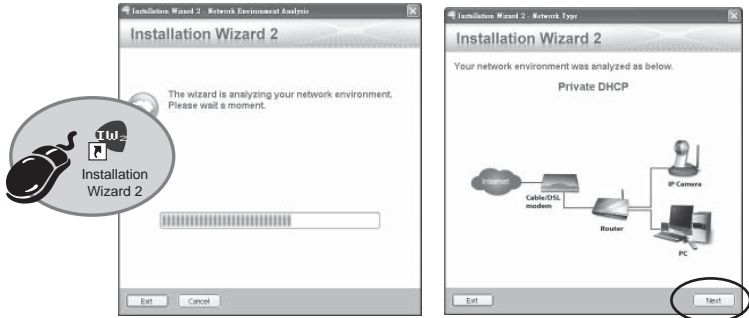 Installation Wizard 2 - Network Environment Analysis
Installation Wizard 2
The wizard is analyzing your network environment.
Please wait a moment.
IW2
Installation
Wizard 2
Exit
Cancel
Installation Wizard 2 - Network Type
Installation Wizard 2
Your network environment was analyzed as below.
Private DHCP
Internet
Cable/DSL
modem
IP Camera
Router
PC
Exit
Next